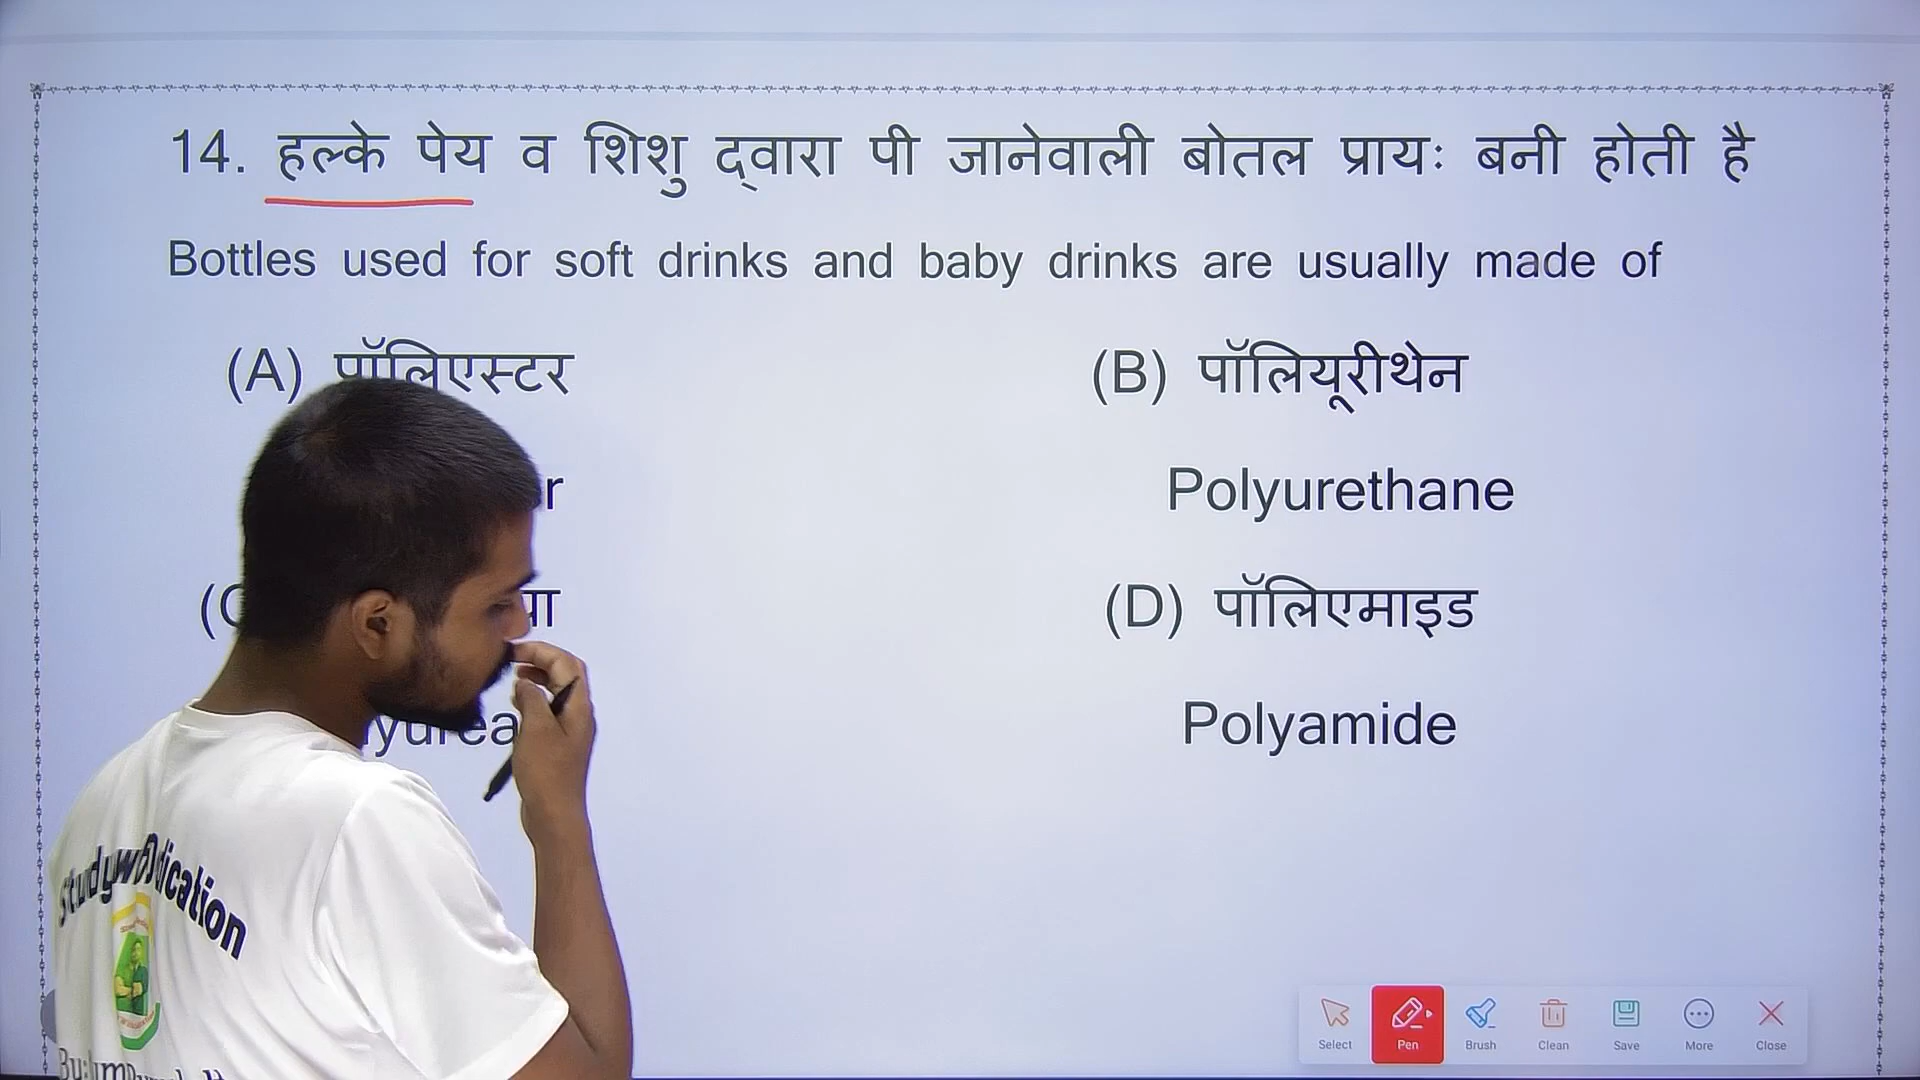 14. हल्के पेय व शिशु द्वारा पी जानेवाली बोतल प्रायः बनी होती है
Bottles used for soft drinks and baby drinks are usually made of
(A) पॉलिएस्टर
(B) पॉलियूरीथेन
Polyurethane
(D) पॉलिएमाइड
Polyamide
Select Pen Brush Clean Save More Close